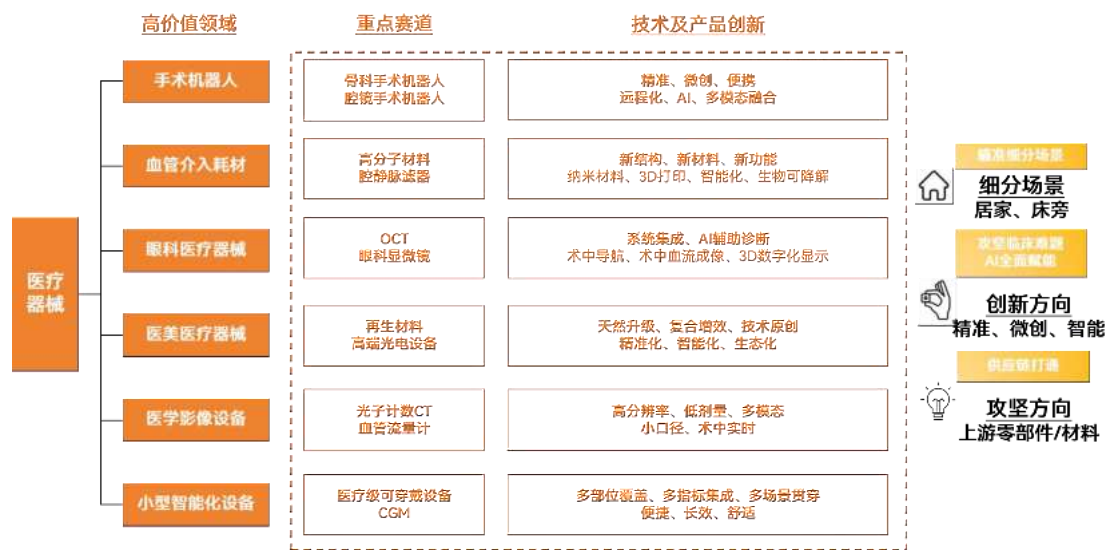 高价值领域
重点赛道
技术及产品创新
医疗
器械
手术机器人
骨科手术机器人
腔镜手术机器人
精准、微创、便携
远程化、AI、多模态融合
血管介入耗材
高分子材料
腔静脉滤器
新结构、新材料、新功能
纳米材料、3D打印、智能化、生物可降解
眼科医疗器械
OCT
眼科显微镜
系统集成、AI辅助诊断
术中导航、术中血流成像、3D数字化显示
医美医疗器械
再生材料
高端光电设备
天然升级、复合增效、技术原创
精准化、智能化、生态化
医学影像设备
光子计数CT
血管流量计
高分辨率、低剂量、多模态
小口径、术中实时
小型智能化设备
医疗级可穿戴设备
CGM
多部位覆盖、多指标集成、多场景贯穿
便捷、长效、舒适
瞄准细分场景
细分场景
居家、床旁
攻坚临床难题
AI全面赋能
创新方向
精准、微创、智能
供应链打通
攻坚方向
上游零部件/材料